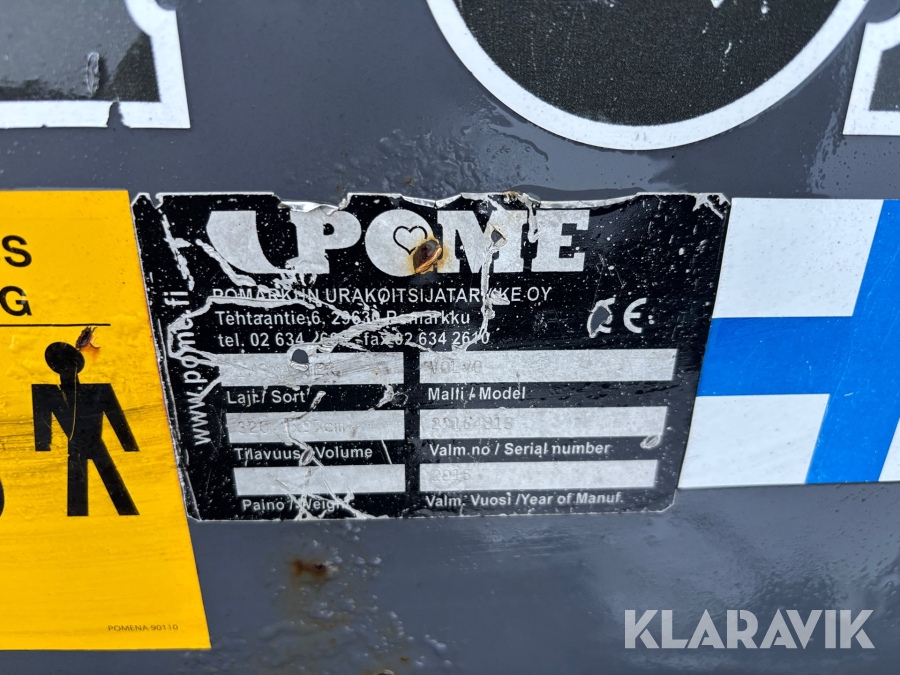 S
G
POME
POMARKUN URAKOITSIJATARVIKE OY
Tehtaantie 6, 29630 Pomarkku
tel. 02 634 fax 02 634 2610
CE
www.pome.fi
VOLVO
Laji / Sort
Malli / Model
320
Tilavuus / Volume
Valm.no / Serial number
Paino / Weight
Valm. Vuosi /Year of Manuf.
POMENA 90110
KLARAVIK